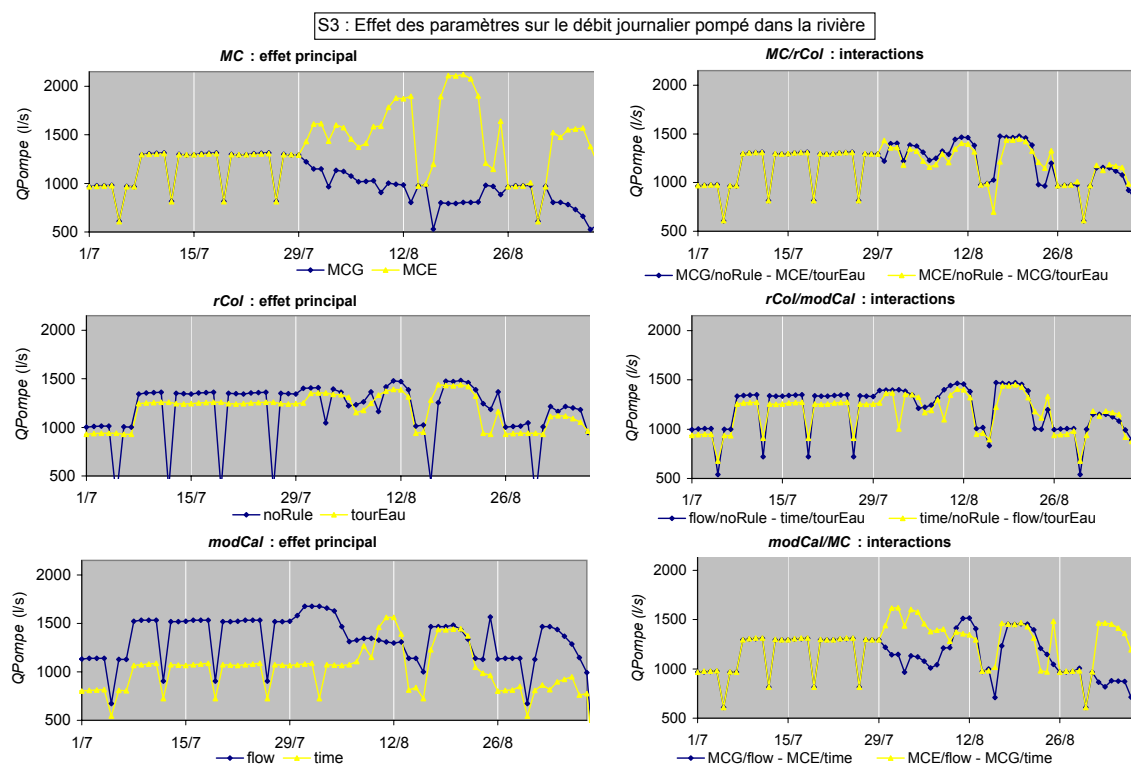 S3 : Effet des paramètres sur le débit journalier pompé dans la rivière
MC : effet principal
QPompe (l/s)
2000
1500
1000
500
1/7 15/7 29/7 12/8 26/8
MCG MCE
MC/rCol : interactions
QPompe (l/s)
2000
1500
1000
500
1/7 15/7 29/7 12/8 26/8
MCG/noRule - MCE/tourEau MCE/noRule - MCG/tourEau
rCol : effet principal
QPompe (l/s)
2000
1500
1000
500
1/7 15/7 29/7 12/8 26/8
noRule tourEau
rCol/modCal : interactions
QPompe (l/s)
2000
1500
1000
500
1/7 15/7 29/7 12/8 26/8
flow/noRule - time/tourEau time/noRule - flow/tourEau
modCal : effet principal
QPompe (l/s)
2000
1500
1000
500
1/7 15/7 29/7 12/8 26/8
flow time
modCal/MC : interactions
QPompe (l/s)
2000
1500
1000
500
1/7 15/7 29/7 12/8 26/8
MCG/flow - MCE/time MCE/flow - MCG/time